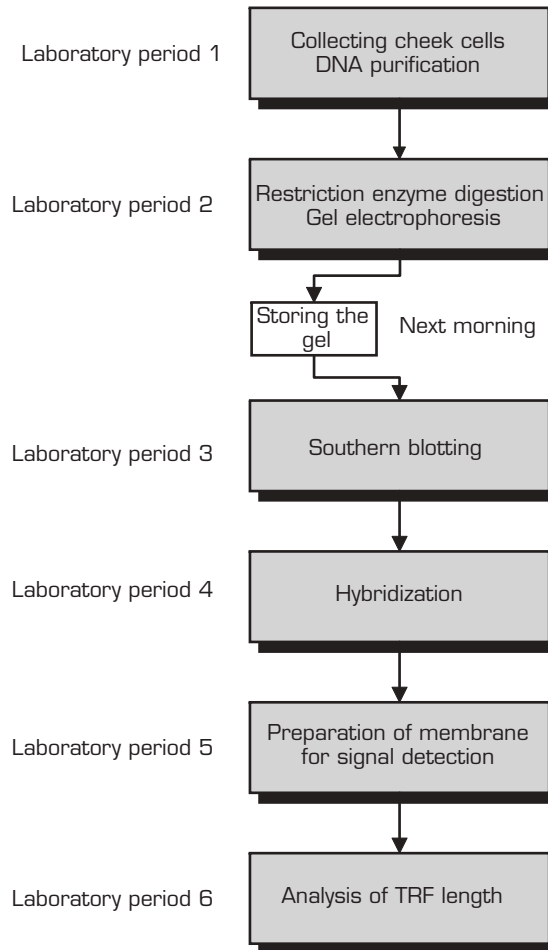 Laboratory period 1
Collecting cheek cells
DNA purification
Laboratory period 2
Restriction enzyme digestion
Gel electrophoresis
Storing the
gel
Next morning
Laboratory period 3
Southern blotting
Laboratory period 4
Hybridization
Laboratory period 5
Preparation of membrane
for signal detection
Laboratory period 6
Analysis of TRF length